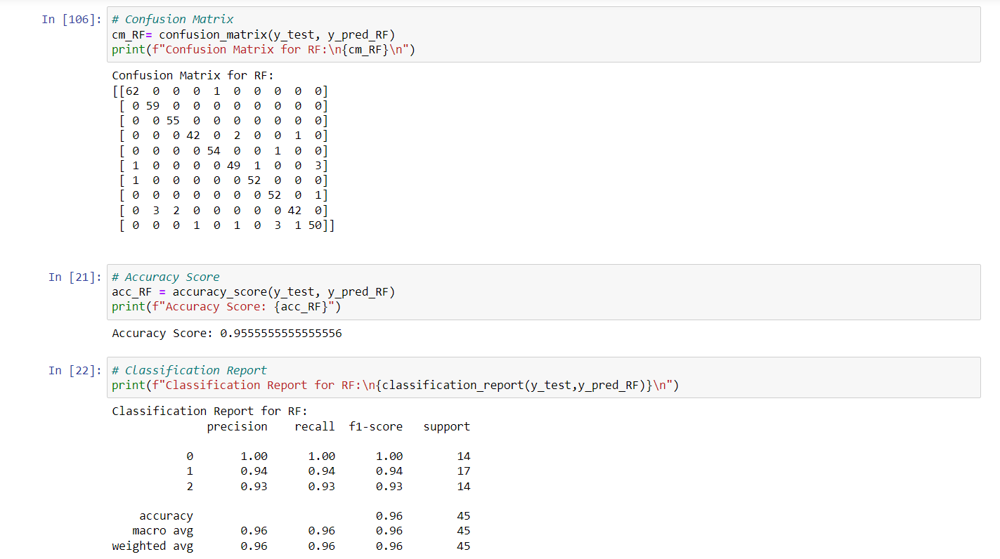 In [106]: # Confusion Matrix
cm_RF= confusion_matrix(y_test, y_pred_RF)
print(f"Confusion Matrix for RF:\n{cm_RF}\n")
Confusion Matrix for RF:
[[62  0  0  0  1  0  0  0  0  0]
 [ 0 59  0  0  0  0  0  0  0  0]
 [ 0  0 55  0  0  0  0  0  0  0]
 [ 0  0  0 42  0  2  0  0  1  0]
 [ 0  0  0  0 54  0  0  1  0  0]
 [ 1  0  0  0  0 49  1  0  0  3]
 [ 1  0  0  0  0  0 52  0  0  0]
 [ 0  0  0  0  0  0  0 52  0  1]
 [ 0  3  2  0  0  0  0  0 42  0]
 [ 0  0  0  1  0  1  0  3  1 50]]
In [21]: # Accuracy Score
acc_RF = accuracy_score(y_test, y_pred_RF)
print(f"Accuracy Score: {acc_RF}")
Accuracy Score: 0.9555555555555556
In [22]: # Classification Report
print(f"Classification Report for RF:\n{classification_report(y_test,y_pred_RF)}\n")
Classification Report for RF:
              precision    recall  f1-score   support
           0       1.00      1.00      1.00        14
           1       0.94      0.94      0.94        17
           2       0.93      0.93      0.93        14
    accuracy                           0.96        45
   macro avg       0.96      0.96      0.96        45
weighted avg       0.96      0.96      0.96        45